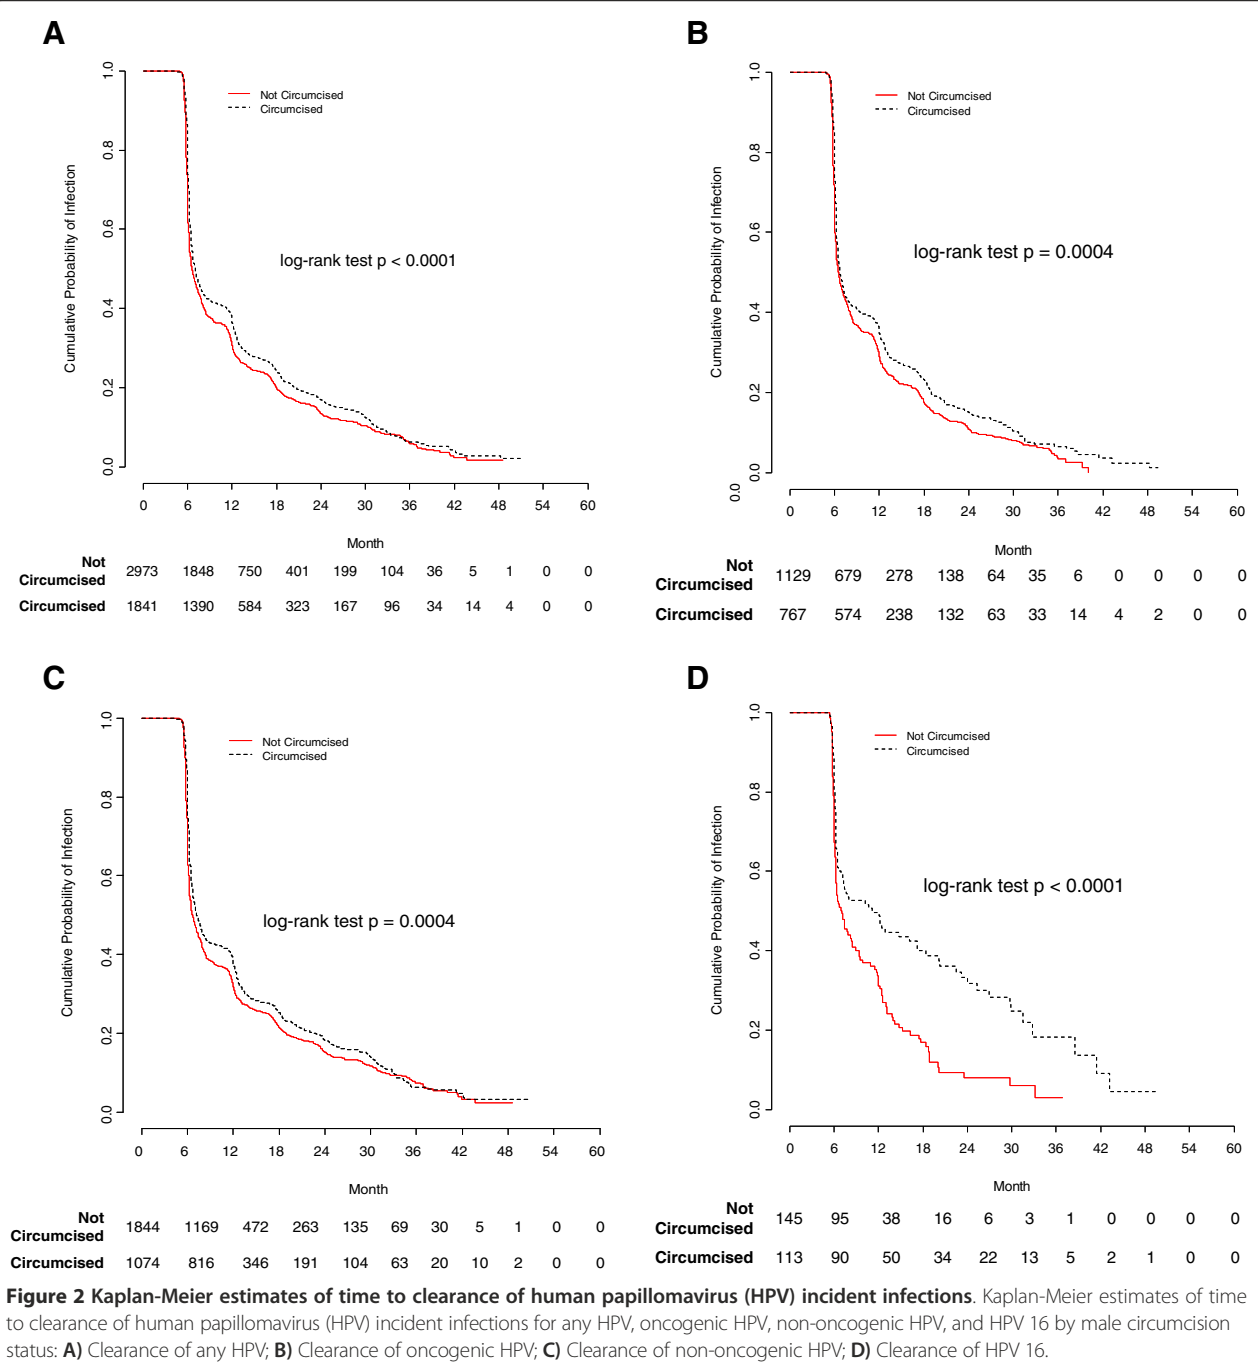 A
1.0
0.8
0.6
0.4
0.2
0.0
Cumulative Probability of Infection
Not Circumcised
Circumcised
log-rank test p < 0.0001
0 6 12 18 24 30 36 42 48 54 60
Month
Not
Circumcised 2973 1848 750 401 199 104 36 5 1 0 0
Circumcised 1841 1390 584 323 167 96 34 14 4 0 0
B
1.0
0.8
0.6
0.4
0.2
0.0
0.0
Cumulative Probability of Infection
Not Circumcised
Circumcised
log-rank test p = 0.0004
0 6 12 18 24 30 36 42 48 54 60
Month
Not
Circumcised 1129 679 278 138 64 35 6 0 0 0 0
Circumcised 767 574 238 132 63 33 14 4 2 0 0
C
1.0
0.8
0.6
0.4
0.2
0.0
Cumulative Probability of Infection
Not Circumcised
Circumcised
log-rank test p = 0.0004
0 6 12 18 24 30 36 42 48 54 60
Month
Not
Circumcised 1844 1169 472 263 135 69 30 5 1 0 0
Circumcised 1074 816 346 191 104 63 20 10 2 0 0
D
1.0
0.8
0.6
0.4
0.2
0.0
Cumulative Probability of Infection
Not Circumcised
Circumcised
log-rank test p < 0.0001
0 6 12 18 24 30 36 42 48 54 60
Month
Not
Circumcised 145 95 38 16 6 3 1 0 0 0 0
Circumcised 113 90 50 34 22 13 5 2 1 0 0
Figure 2 Kaplan-Meier estimates of time to clearance of human papillomavirus (HPV) incident infections. Kaplan-Meier estimates of time
to clearance of human papillomavirus (HPV) incident infections for any HPV, oncogenic HPV, non-oncogenic HPV, and HPV 16 by male circumcision
status: A) Clearance of any HPV; B) Clearance of oncogenic HPV; C) Clearance of non-oncogenic HPV; D) Clearance of HPV 16.